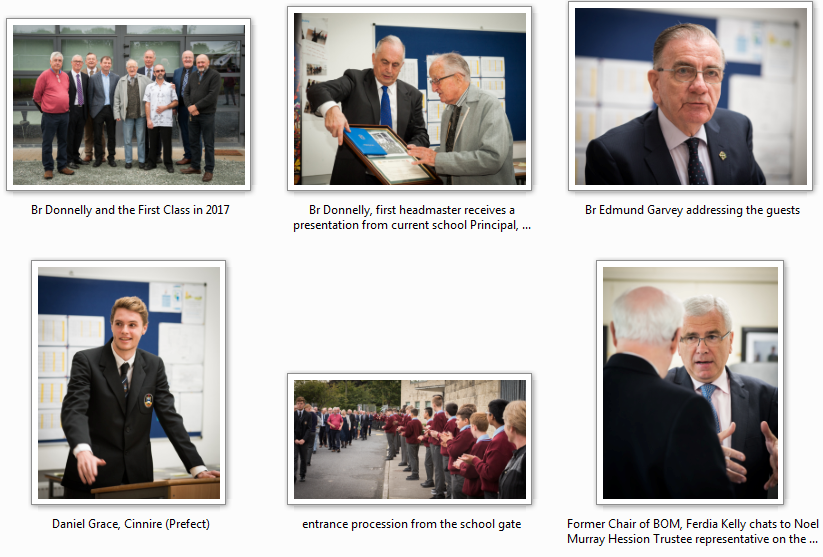 Br Donnelly and the First Class in 2017
Br Donnelly, first headmaster receives a
presentation from current school Principal, ...
Br Edmund Garvey addressing the guests
Daniel Grace, Cinnire (Prefect)
entrance procession from the school gate
Former Chair of BOM, Ferdia Kelly chats to Noel
Murray Hession Trustee representative on the ...